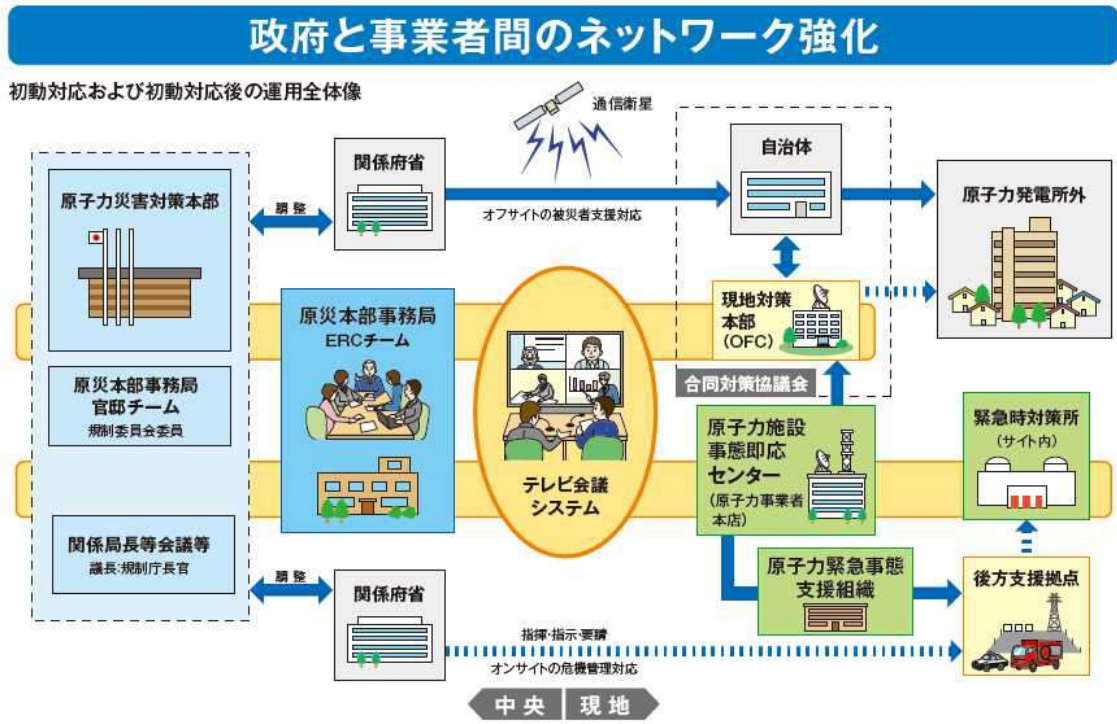 政府と事業者間のネットワーク強化
初動対応および初動対応後の運用全体像
通信衛星
原子力災害対策本部
調整
関係府省
オフサイトの被災者支援対応
自治体
原子力発電所外
原災本部事務局
ERCチーム
現地対策
本部
(OFC)
合同対策協議会
原災本部事務局
官邸チーム
規制委員会委員
テレビ会議
システム
原子力施設
事態即応
センター
(原子力事業者
本店)
緊急時対策所
(サイト内)
関係局長等会議等
議長:規制庁長官
調整
関係府省
原子力緊急事態
支援組織
後方支援拠点
指揮・指示・要請
オンサイトの危機管理対応
中央
現地